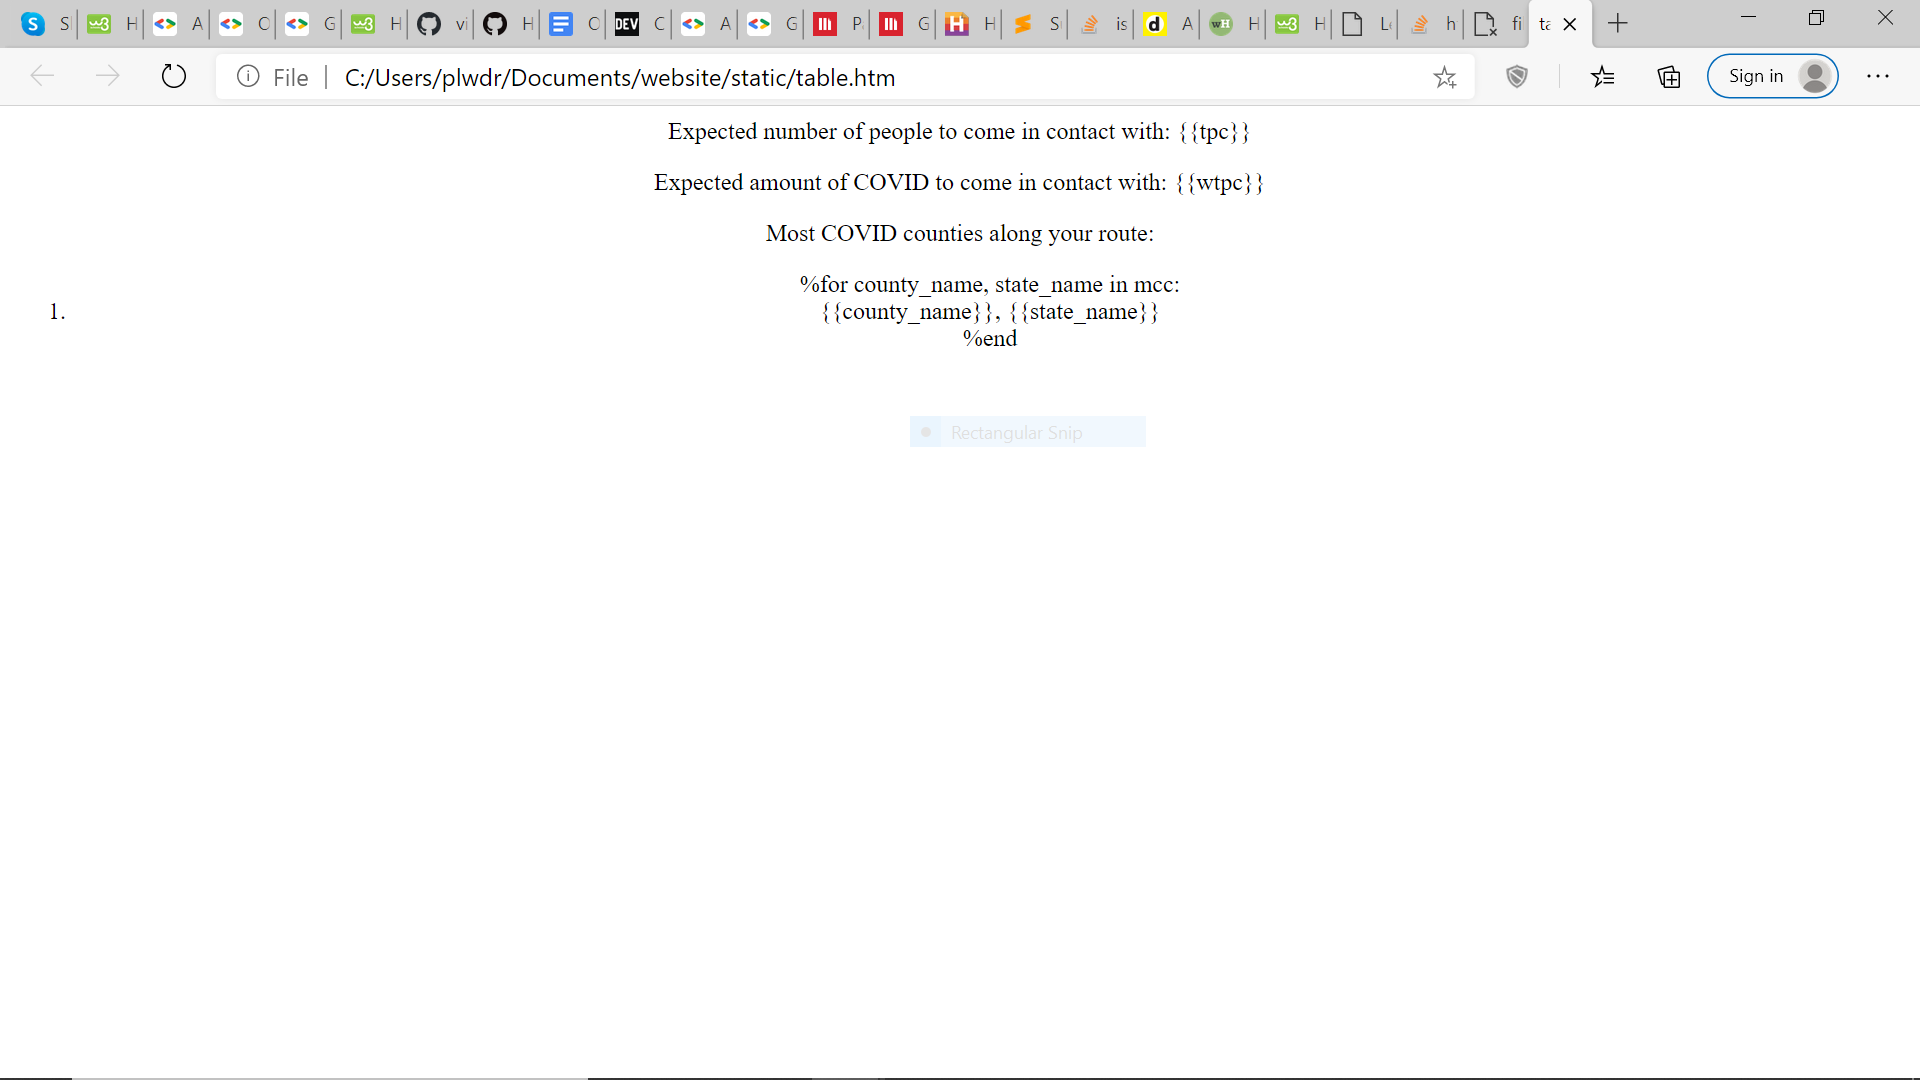 S H A O G H vi H O DEV C A G P G H S is d A wH H H L h fi ta
File C:/Users/plwdr/Documents/website/static/table.htm Sign in
Expected number of people to come in contact with: {{tpc}}
Expected amount of COVID to come in contact with: {{wtpc}}
Most COVID counties along your route:
%for county_name, state_name in mcc:
1. {{county_name}}, {{state_name}}
%end
Rectangular Snip